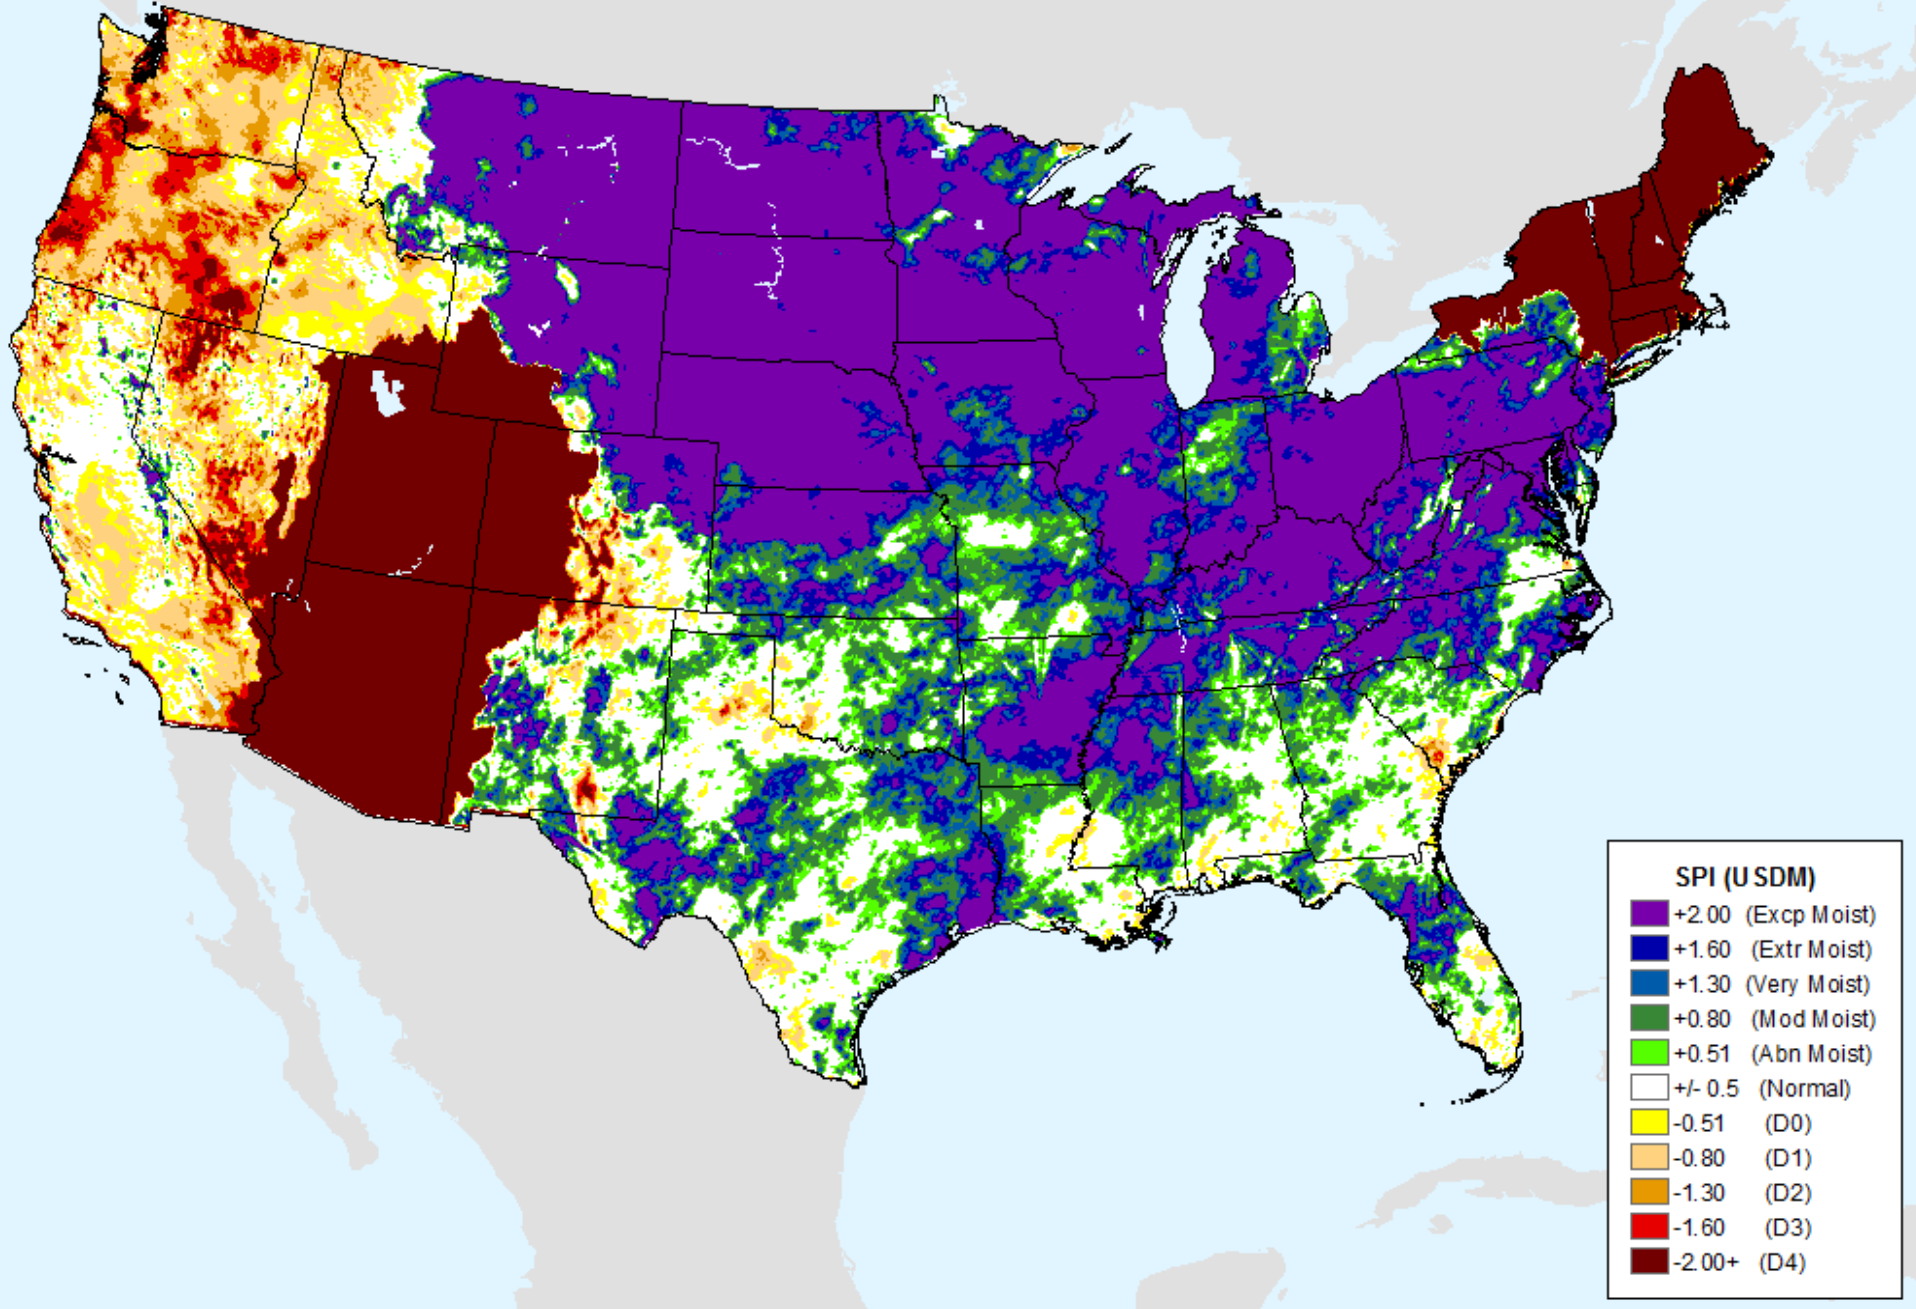 SPI (USDM)
+2.00 (Excp Moist)
+1.60 (Extr Moist)
+1.30 (Very Moist)
+0.80 (Mod Moist)
+0.51 (Abn Moist)
+/- 0.5 (Normal)
-0.51 (D0)
-0.80 (D1)
-1.30 (D2)
-1.60 (D3)
-2.00+ (D4)